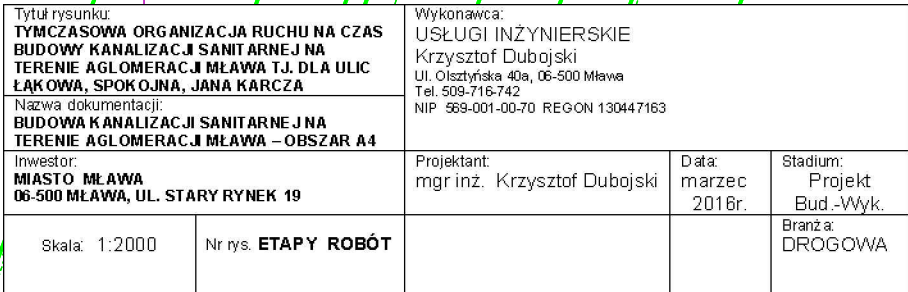 Tytuł rysunku:
TYMCZASOWA ORGANIZACJA RUCHU NA CZAS
BUDOWY KANALIZACJI SANITARNEJ NA
TERENIE AGLOMERACJI MŁAWA TJ. DLA ULIC
ŁĄKOWA, SPOKOJNA, JANA KARCZA
Nazwa dokumentacji:
BUDOWA KANALIZACJI SANITARNEJ NA
TERENIE AGLOMERACJI MŁAWA – OBSZAR A4
Wykonawca:
USŁUGI INŻYNIERSKIE
Krzysztof Dubojski
Ul. Olsztyńska 40a, 06-500 Mława
Tel. 509-716-742
NIP 569-001-00-70 REGON 130447163
Inwestor:
MIASTO MŁAWA
06-500 MŁAWA, UL. STARY RYNEK 19
Projektant:
mgr inż. Krzysztof Dubojski
Data:
marzec
2016r.
Stadium:
Projekt
Bud.-Wyk.
Skala: 1:2000
Nr rys. ETAPY ROBÓT
Branża:
DROGOWA